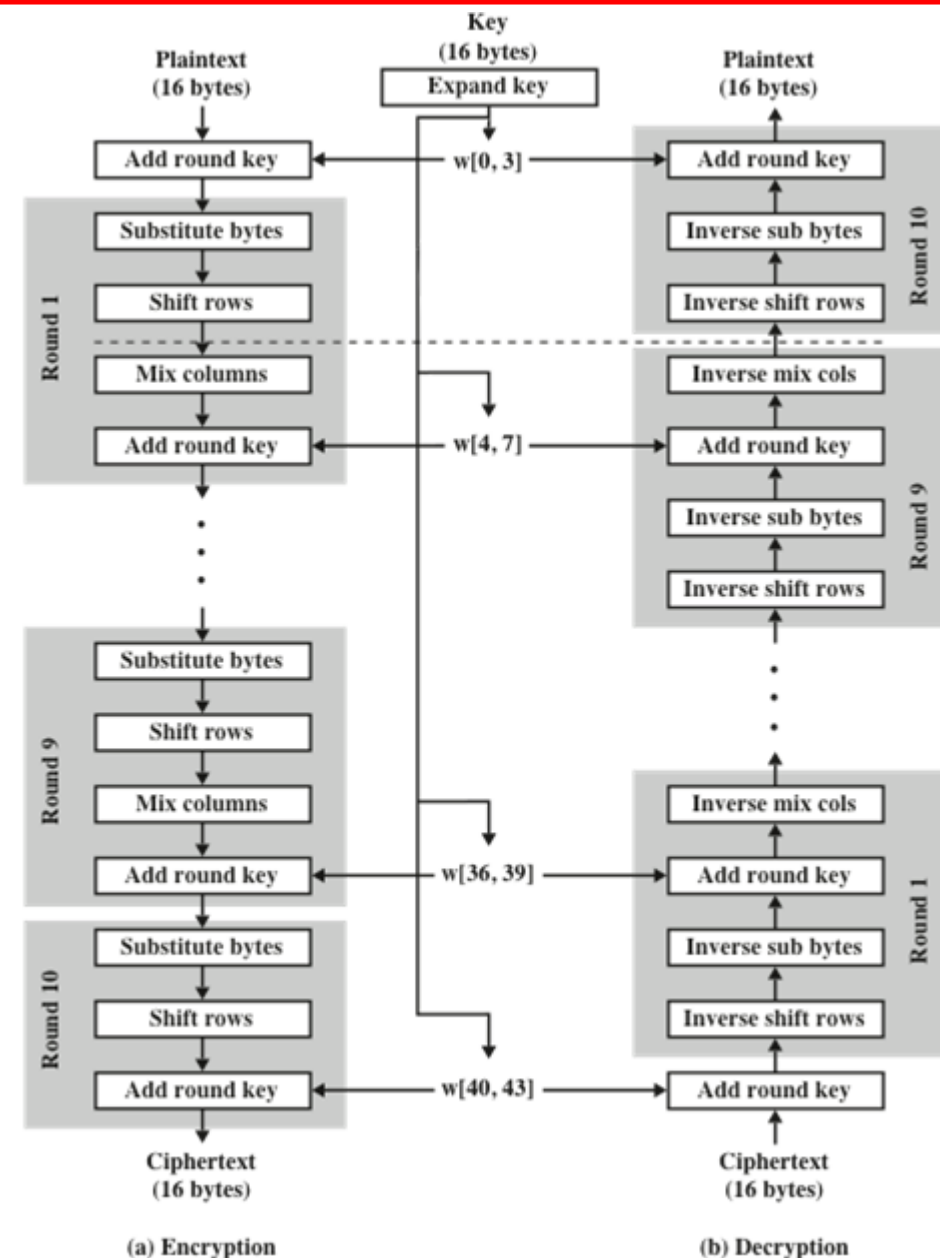 Key
(16 bytes)
Expand key
Plaintext
(16 bytes)
Add round key
Round 1
Substitute bytes
Shift rows
Mix columns
Add round key
Round 9
Substitute bytes
Shift rows
Mix columns
Add round key
Round 10
Substitute bytes
Shift rows
Add round key
Ciphertext
(16 bytes)
(a) Encryption
w[0, 3]
w[4, 7]
w[36, 39]
w[40, 43]
Plaintext
(16 bytes)
Add round key
Inverse sub bytes
Inverse shift rows
Round 10
Inverse mix cols
Add round key
Inverse sub bytes
Inverse shift rows
Round 9
Inverse mix cols
Add round key
Inverse sub bytes
Inverse shift rows
Round 1
Add round key
Ciphertext
(16 bytes)
(b) Decryption